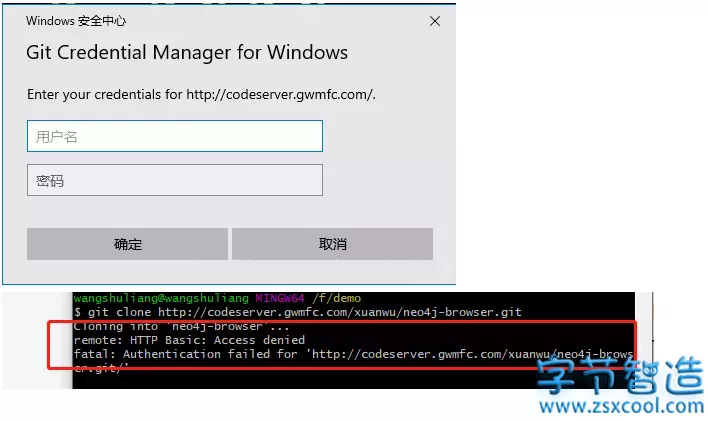 Windows 安全中心
Git Credential Manager for Windows
Enter your credentials for http://codeserver.gwmfc.com/.
用户名
密码
确定
取消
wangshuliang@wangshuliang MINGW64 /f/demo
$ git clone http://codeserver.gwmfc.com/xuanwu/neo4j-browser.git
Cloning into 'neo4j-browser'...
remote: HTTP Basic: Access denied
fatal: Authentication failed for 'http://codeserver.gwmfc.com/xuanwu/neo4j-brows
er.git/'
字节智造
www.zsxcool.com